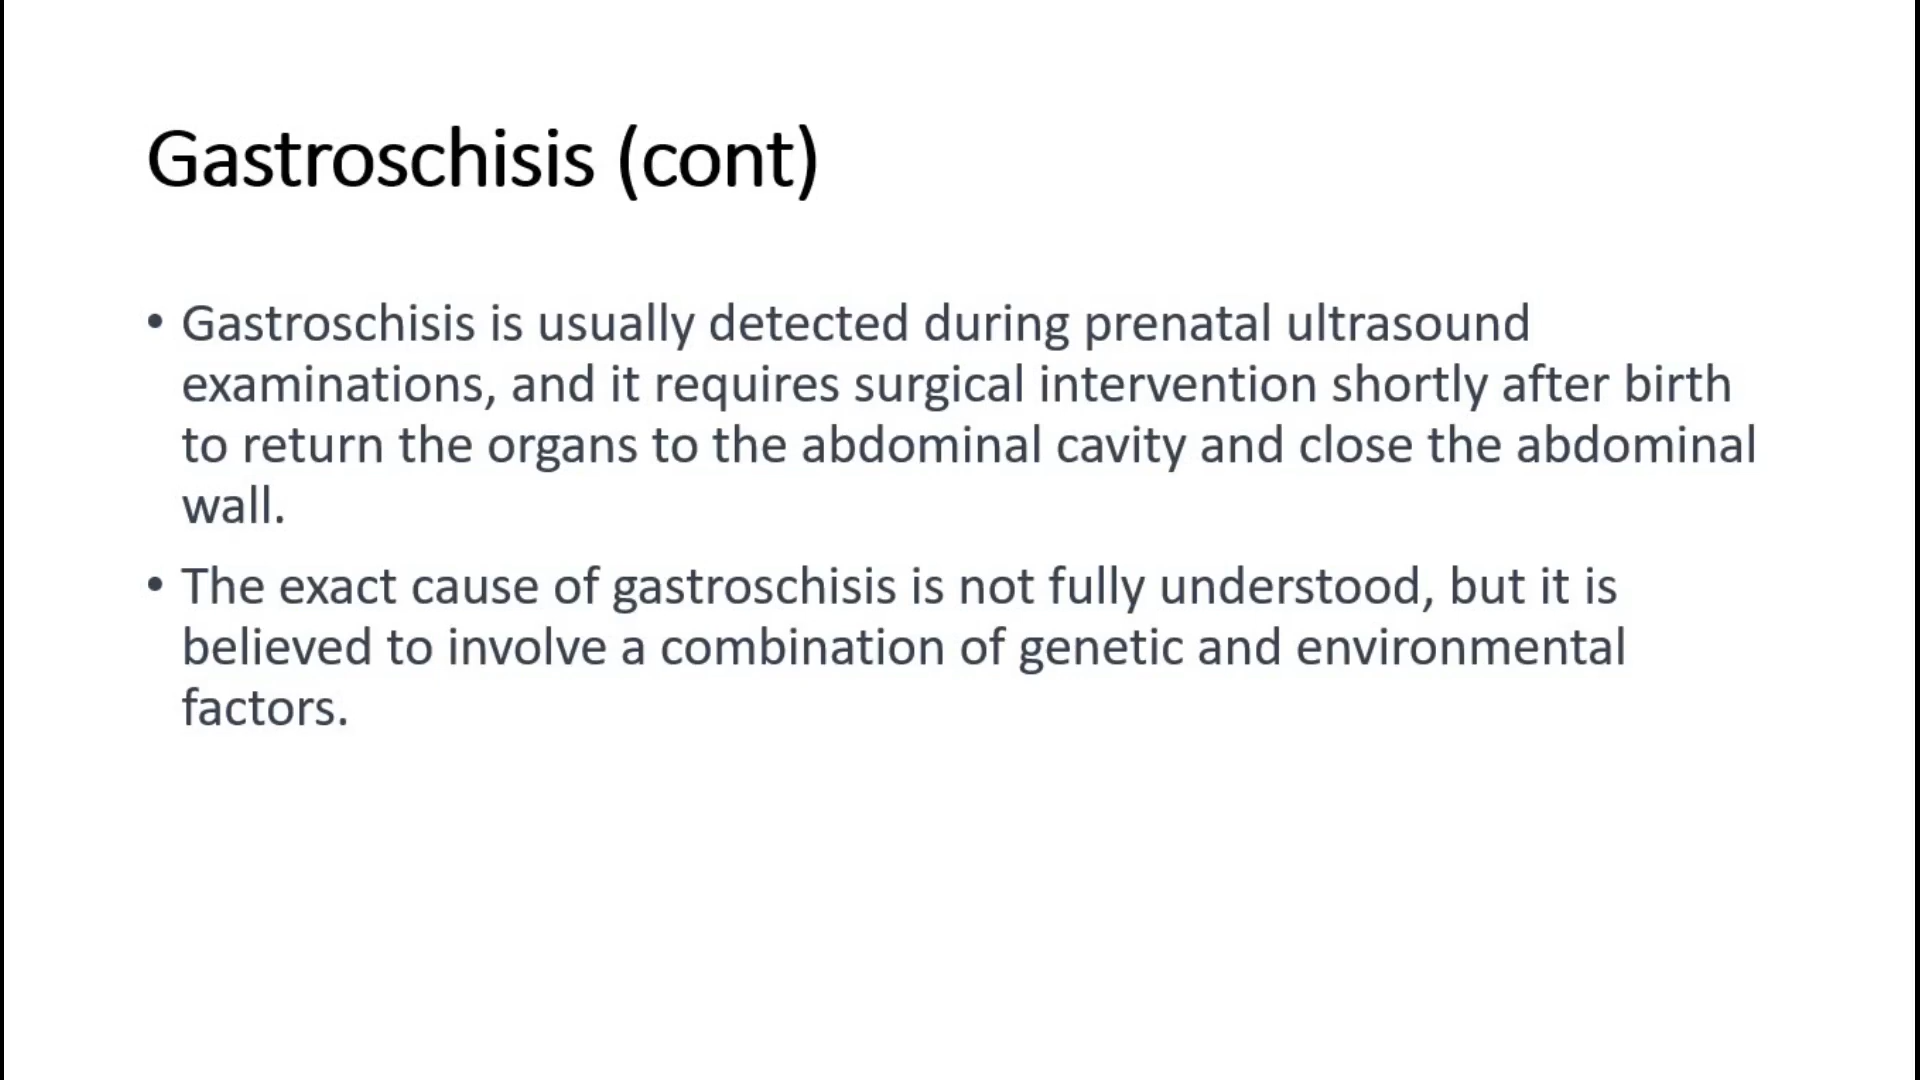 Gastroschisis (cont)
• Gastroschisis is usually detected during prenatal ultrasound
examinations, and it requires surgical intervention shortly after birth
to return the organs to the abdominal cavity and close the abdominal
wall.
• The exact cause of gastroschisis is not fully understood, but it is
believed to involve a combination of genetic and environmental
factors.